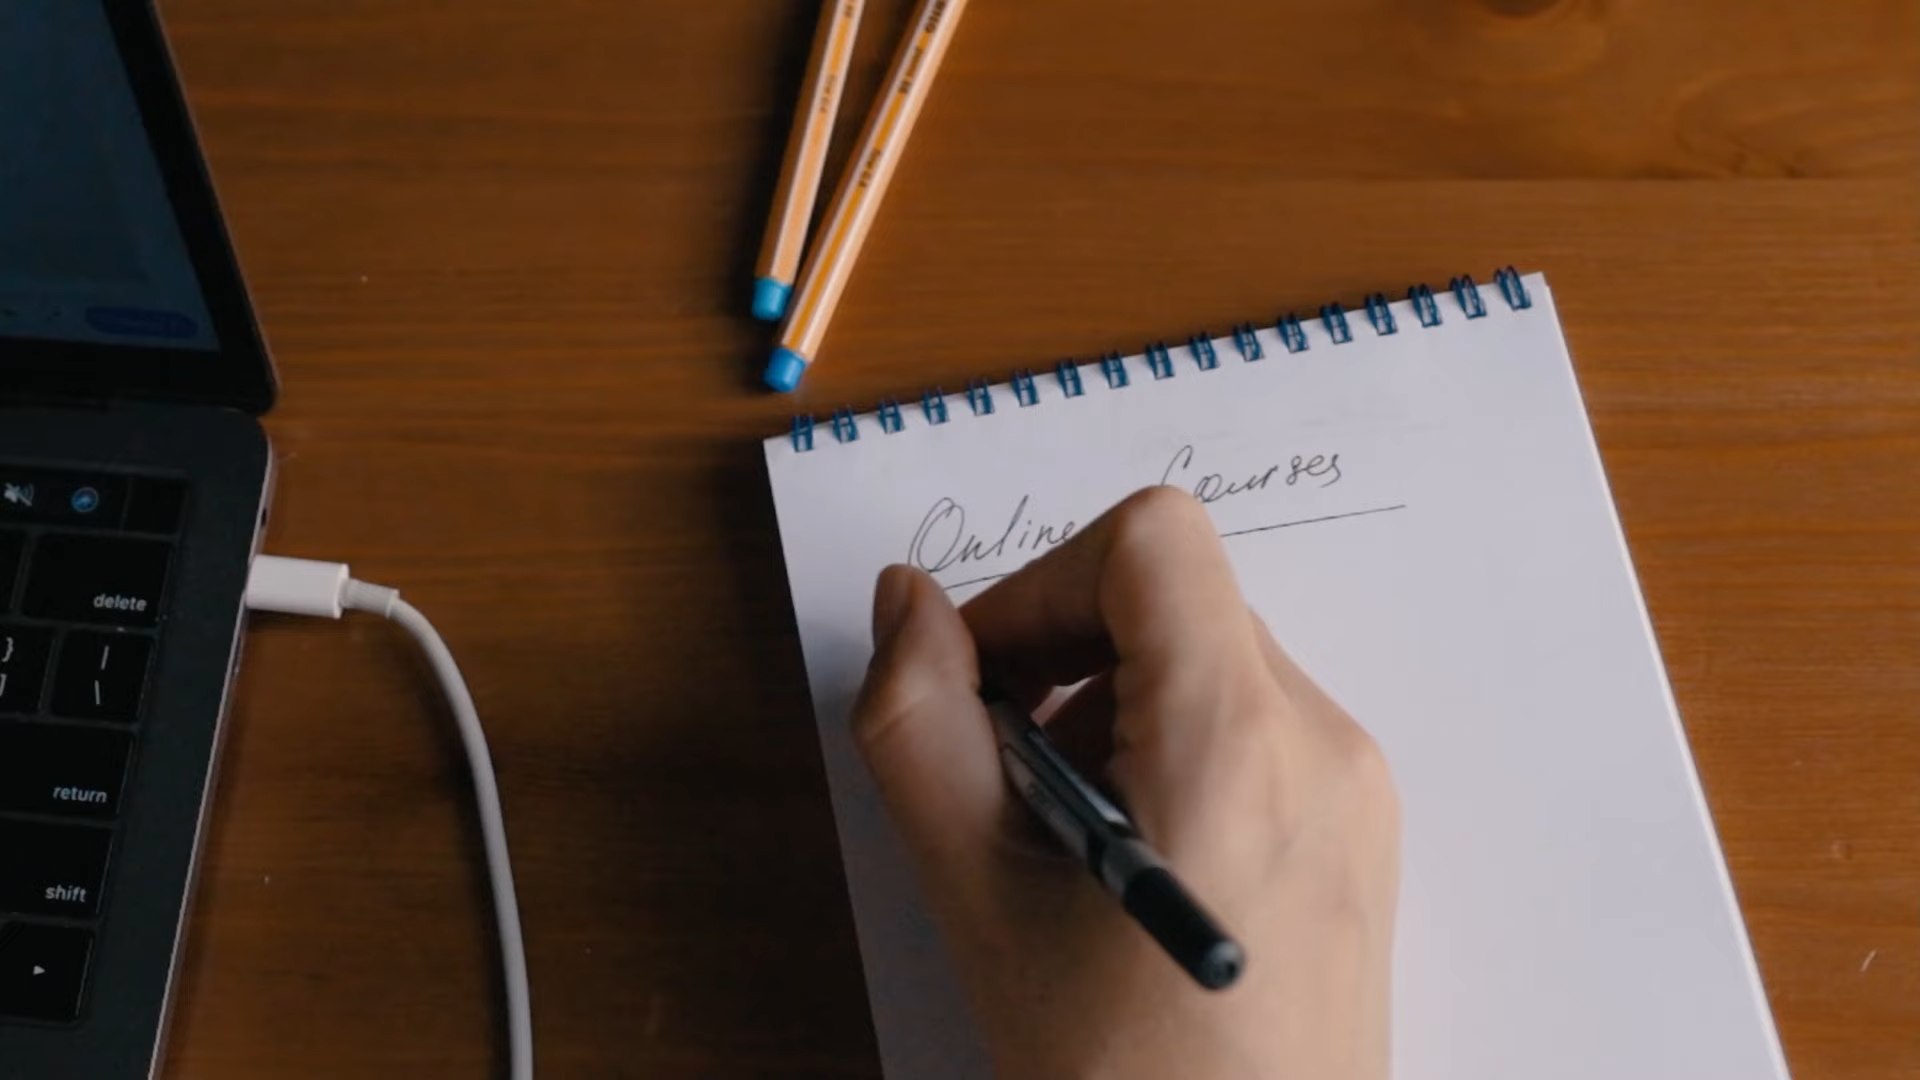 Online Courses
delete
}
]
|
\
return
shift